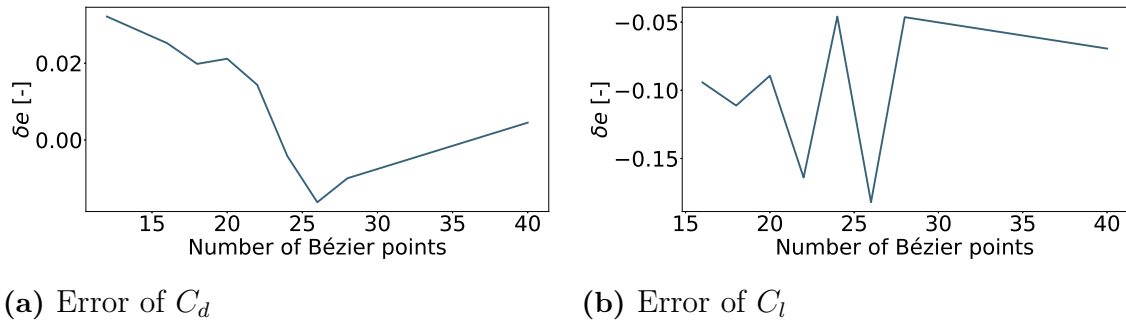 0.02
0.00
δe [-]
15 20 25 30 35 40
Number of Bézier points
(a) Error of C_d
−0.05
−0.10
−0.15
δe [-]
15 20 25 30 35 40
Number of Bézier points
(b) Error of C_l